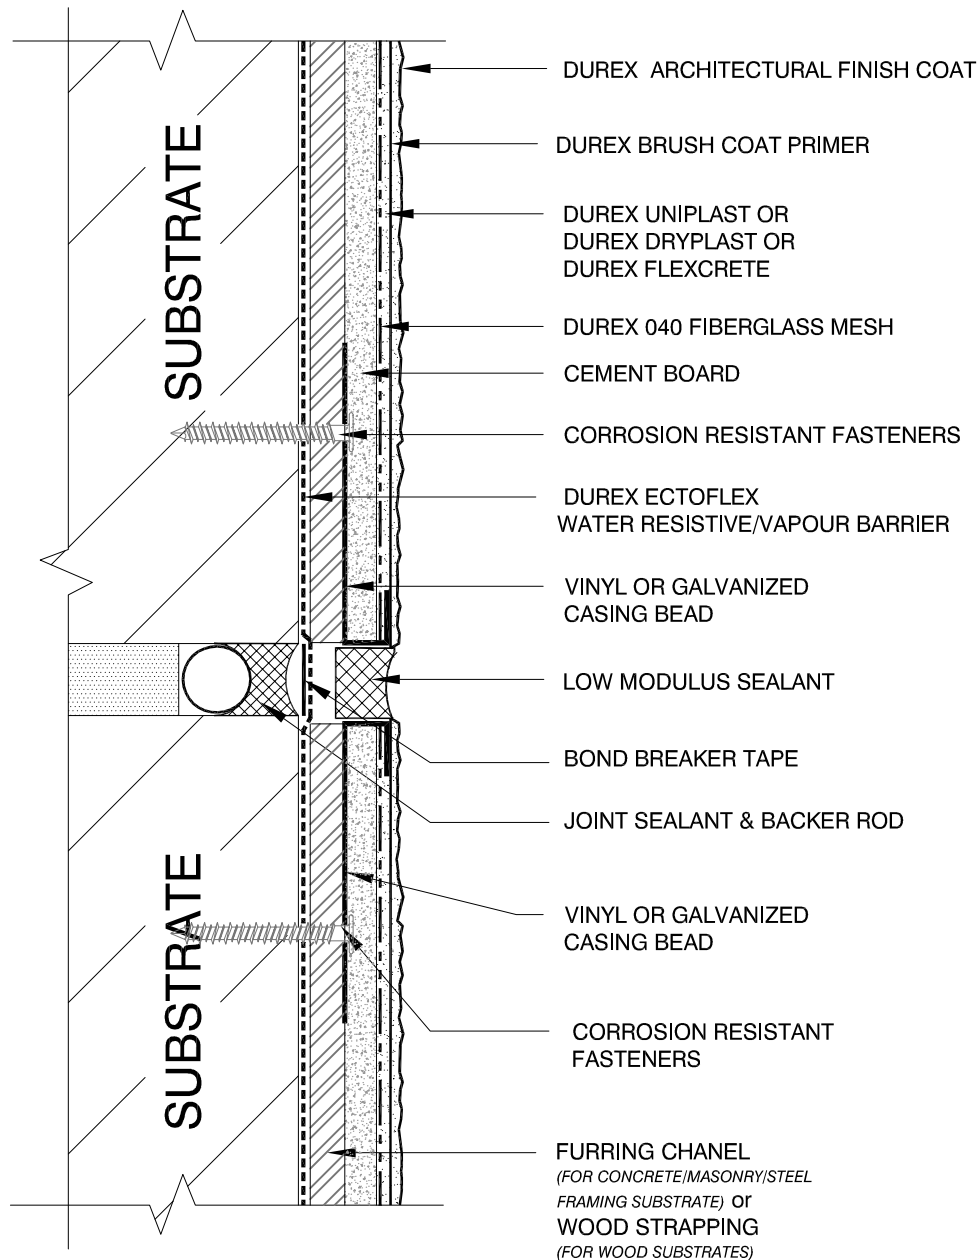 DUREX ARCHITECTURAL FINISH COAT
DUREX BRUSH COAT PRIMER
DUREX UNIPLAST OR
DUREX DRYPLAST OR
DUREX FLEXCRETE
DUREX 040 FIBERGLASS MESH
CEMENT BOARD
CORROSION RESISTANT FASTENERS
DUREX ECTOFLEX
WATER RESISTIVE/VAPOUR BARRIER
VINYL OR GALVANIZED
CASING BEAD
LOW MODULUS SEALANT
BOND BREAKER TAPE
JOINT SEALANT & BACKER ROD
VINYL OR GALVANIZED
CASING BEAD
CORROSION RESISTANT
FASTENERS
FURRING CHANEL
(FOR CONCRETE/MASONRY/STEEL
FRAMING SUBSTRATE) or
WOOD STRAPPING
(FOR WOOD SUBSTRATES)
SUBSTRATE
SUBSTRATE